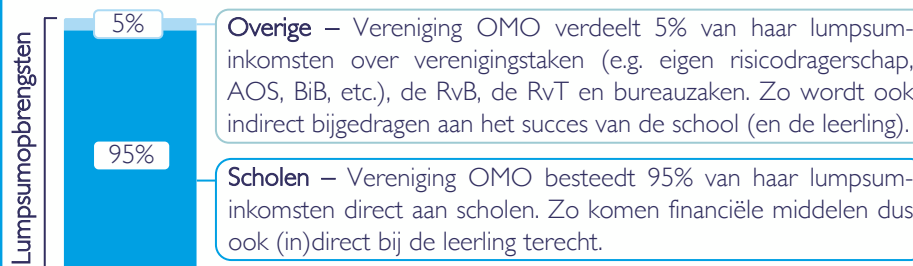 Lumpsumopbrengsten
5%
Overige – Vereniging OMO verdeelt 5% van haar lumpsum-
inkomsten over verenigingstaken (e.g. eigen risicodragerschap,
AOS, BiB, etc.), de RvB, de RvT en bureauzaken. Zo wordt ook
indirect bijgedragen aan het succes van de school (en de leerling).
95%
Scholen – Vereniging OMO besteedt 95% van haar lumpsum-
inkomsten direct aan scholen. Zo komen financiële middelen dus
ook (in)direct bij de leerling terecht.